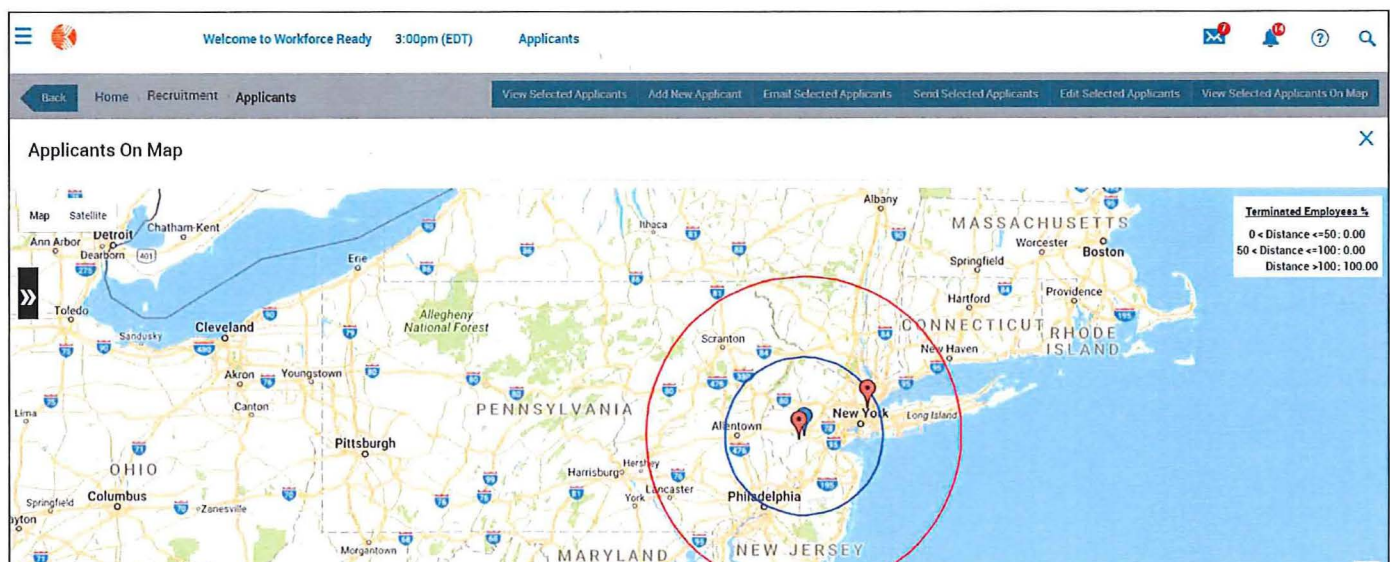 Welcome to Workforce Ready 3:00pm (EDT) Applicants 7 14 ?
Back Home Recruitment Applicants View Selected Applicants Add New Applicant Email Selected Applicants Send Selected Applicants Edit Selected Applicants View Selected Applicants On Map
X
Applicants On Map
Map Satellite
Terminated Employees %
0 < Distance <=50: 0.00
50 < Distance <=100: 0.00
Distance >100: 100.00
Albany
Chatham-Kent
Detroit
Ithaca
MASSACHUSETTS
Ann Arbor
Dearborn
401
Worcester
Boston
Erie
Springfield
Toledo
Allegheny
National Forest
Hartford
Providence
Sandusky
Cleveland
Scranton
CONNECTICUT
RHODE
ISLAND
New Haven
Akron
Youngstown
Lima
Canton
PENNSYLVANIA
Allentown
New York
Long Island
Pittsburgh
OHIO
Harrisburg
Hershey
Springfield
Columbus
Zanesville
York
Lancaster
Philadelphia
ayton
Morgantown
MARYLAND
NEW JERSEY